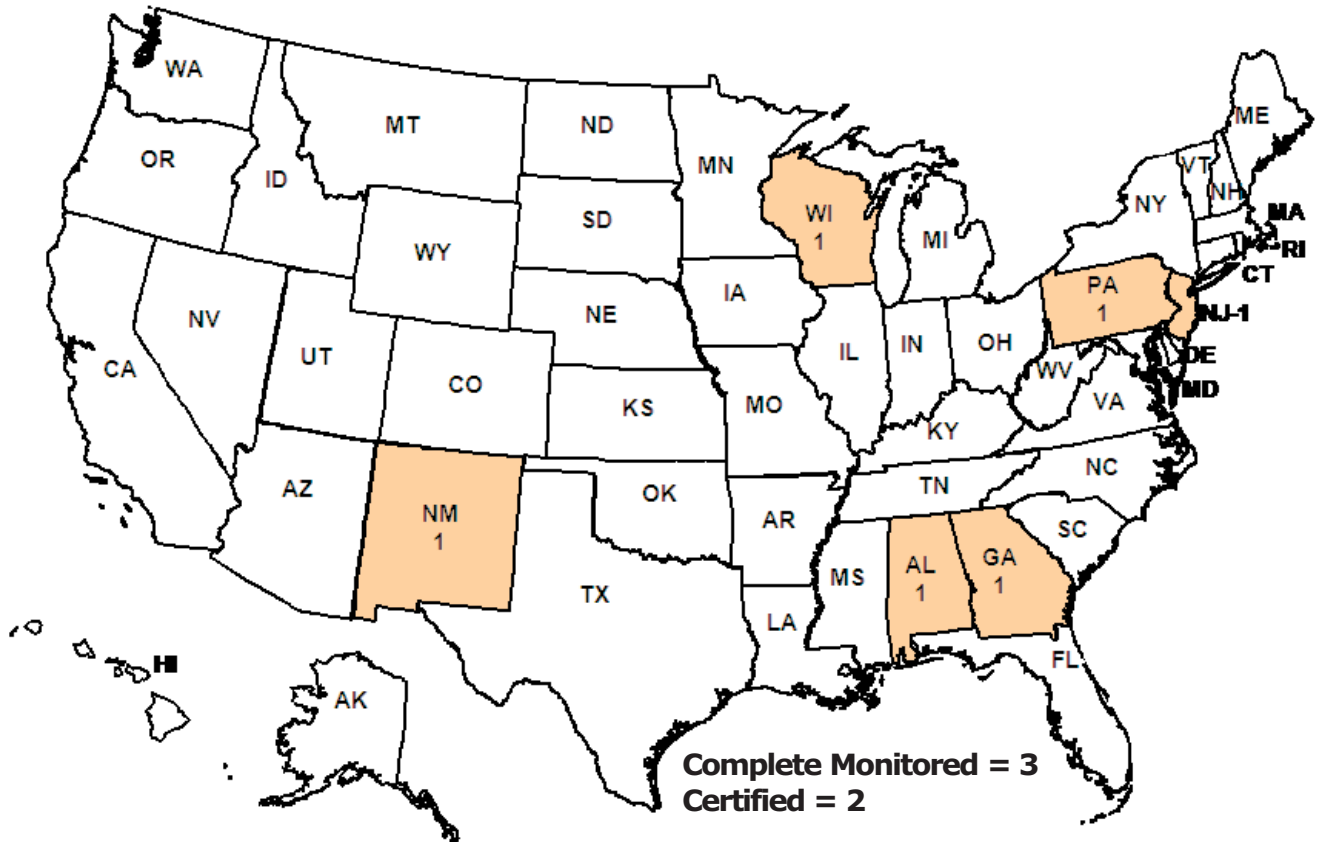 WA
MT
ND
MN
ME
OR
ID
VT
NH
NY
SD
WI
1
MI
MA
RI
CT
WY
IA
PA
1
NJ-1
NE
NV
UT
CO
IL
IN
OH
DE
WV
MD
CA
KS
MO
VA
KY
NC
AZ
NM
1
OK
AR
TN
SC
TX
MS
AL
1
GA
1
LA
FL
HI
AK
Complete Monitored = 3
Certified = 2